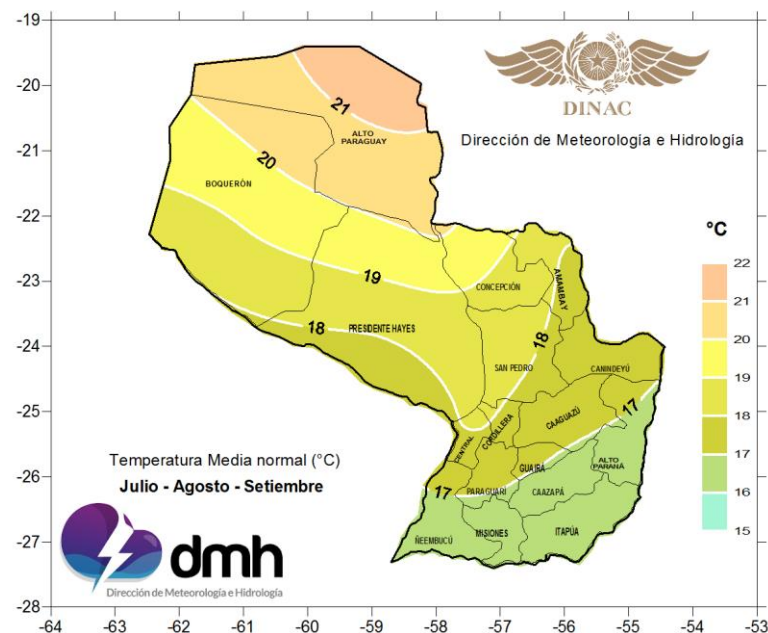 -19
-20
-21
-22
-23
-24
-25
-26
-27
-28
-64
-63
-62
-61
-60
-59
-58
-57
-56
-55
-54
-53
DINAC
Dirección de Meteorología e Hidrología
21
ALTO
PARAGUAY
20
BOQUERÓN
19
CONCEPCIÓN
AMAMBAY
18
PRESIDENTE HAYES
18
SAN PEDRO
CANINDEYÚ
17
CAAGUAZÚ
CORDILLERA
CENTRAL
GUAIRÁ
ALTO
PARANÁ
17
PARAGUARÍ
CAAZAPÁ
ÑEEMBUCÚ
MISIONES
ITAPÚA
°C
22
21
20
19
18
17
16
15
Temperatura Media normal (°C)
Julio - Agosto - Setiembre
dmh
Dirección de Meteorología e Hidrología